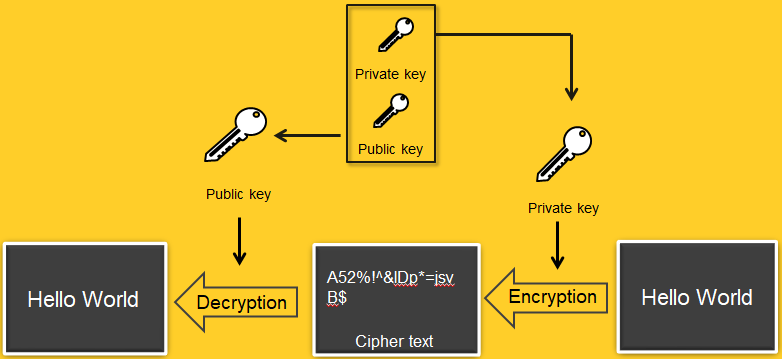 Private key
Public key
Public key
Private key
Hello World
Decryption
A52%!^&lDp*=jsv
B$
Cipher text
Encryption
Hello World